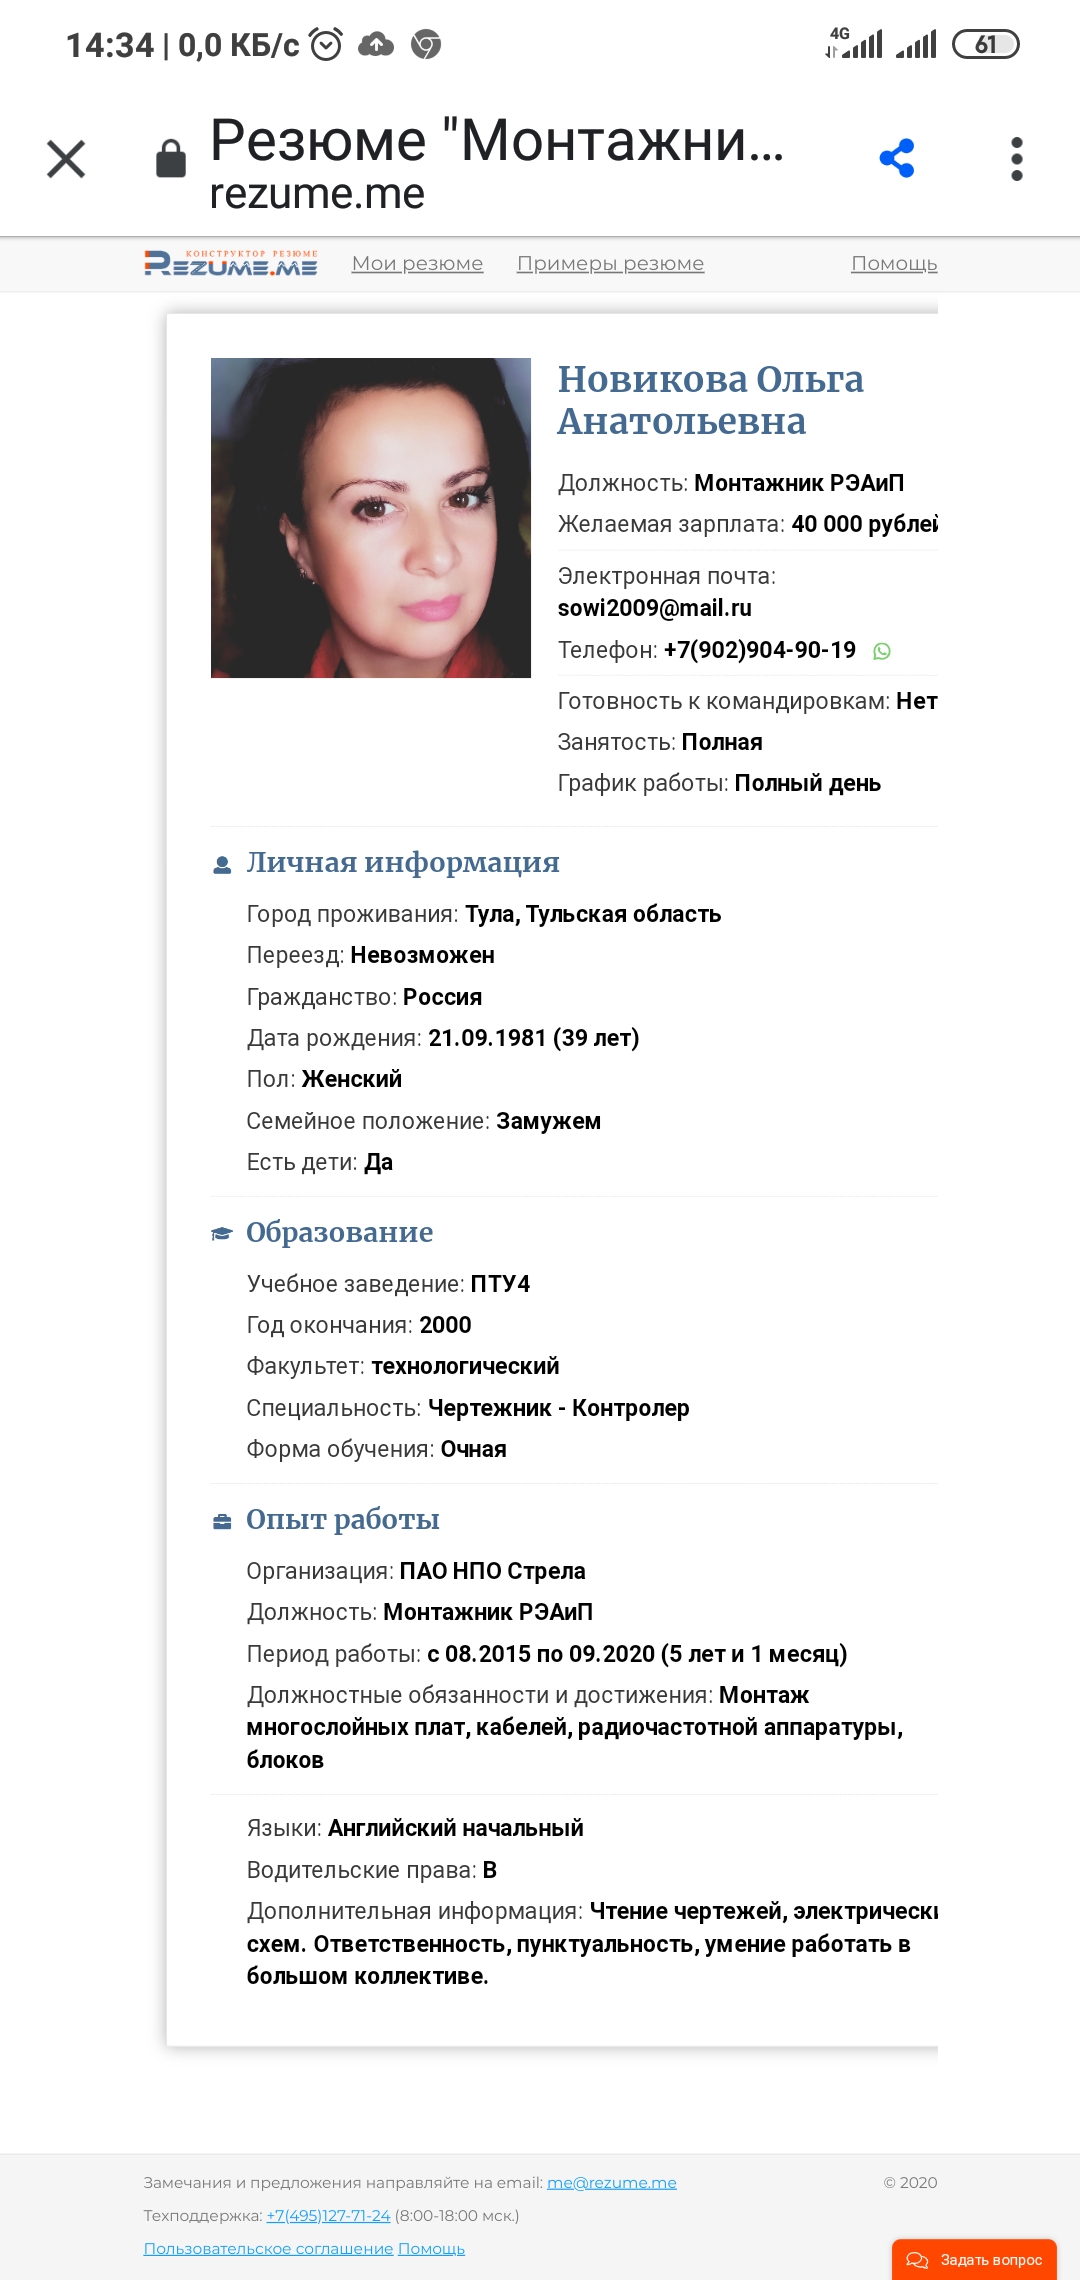 14:34 | 0,0 КБ/с 4G 61
Резюме "Монтажни...
rezume.me
КОНСТРУКТОР РЕЗЮМЕ
REZUME.ME Мои резюме Примеры резюме Помощь
Новикова Ольга
Анатольевна
Должность: Монтажник РЭАиП
Желаемая зарплата: 40 000 рублей
Электронная почта:
sowi2009@mail.ru
Телефон: +7(902)904-90-19
Готовность к командировкам: Нет
Занятость: Полная
График работы: Полный день
Личная информация
Город проживания: Тула, Тульская область
Переезд: Невозможен
Гражданство: Россия
Дата рождения: 21.09.1981 (39 лет)
Пол: Женский
Семейное положение: Замужем
Есть дети: Да
Образование
Учебное заведение: ПТУ4
Год окончания: 2000
Факультет: технологический
Специальность: Чертежник - Контролер
Форма обучения: Очная
Опыт работы
Организация: ПАО НПО Стрела
Должность: Монтажник РЭАиП
Период работы: с 08.2015 по 09.2020 (5 лет и 1 месяц)
Должностные обязанности и достижения: Монтаж
многослойных плат, кабелей, радиочастотной аппаратуры,
блоков
Языки: Английский начальный
Водительские права: B
Дополнительная информация: Чтение чертежей, электрически
схем. Ответственность, пунктуальность, умение работать в
большом коллективе.
Замечания и предложения направляйте на email: me@rezume.me © 2020
Техподдержка: +7(495)127-71-24 (8:00-18:00 мск.)
Пользовательское соглашение Помощь
Задать вопрос